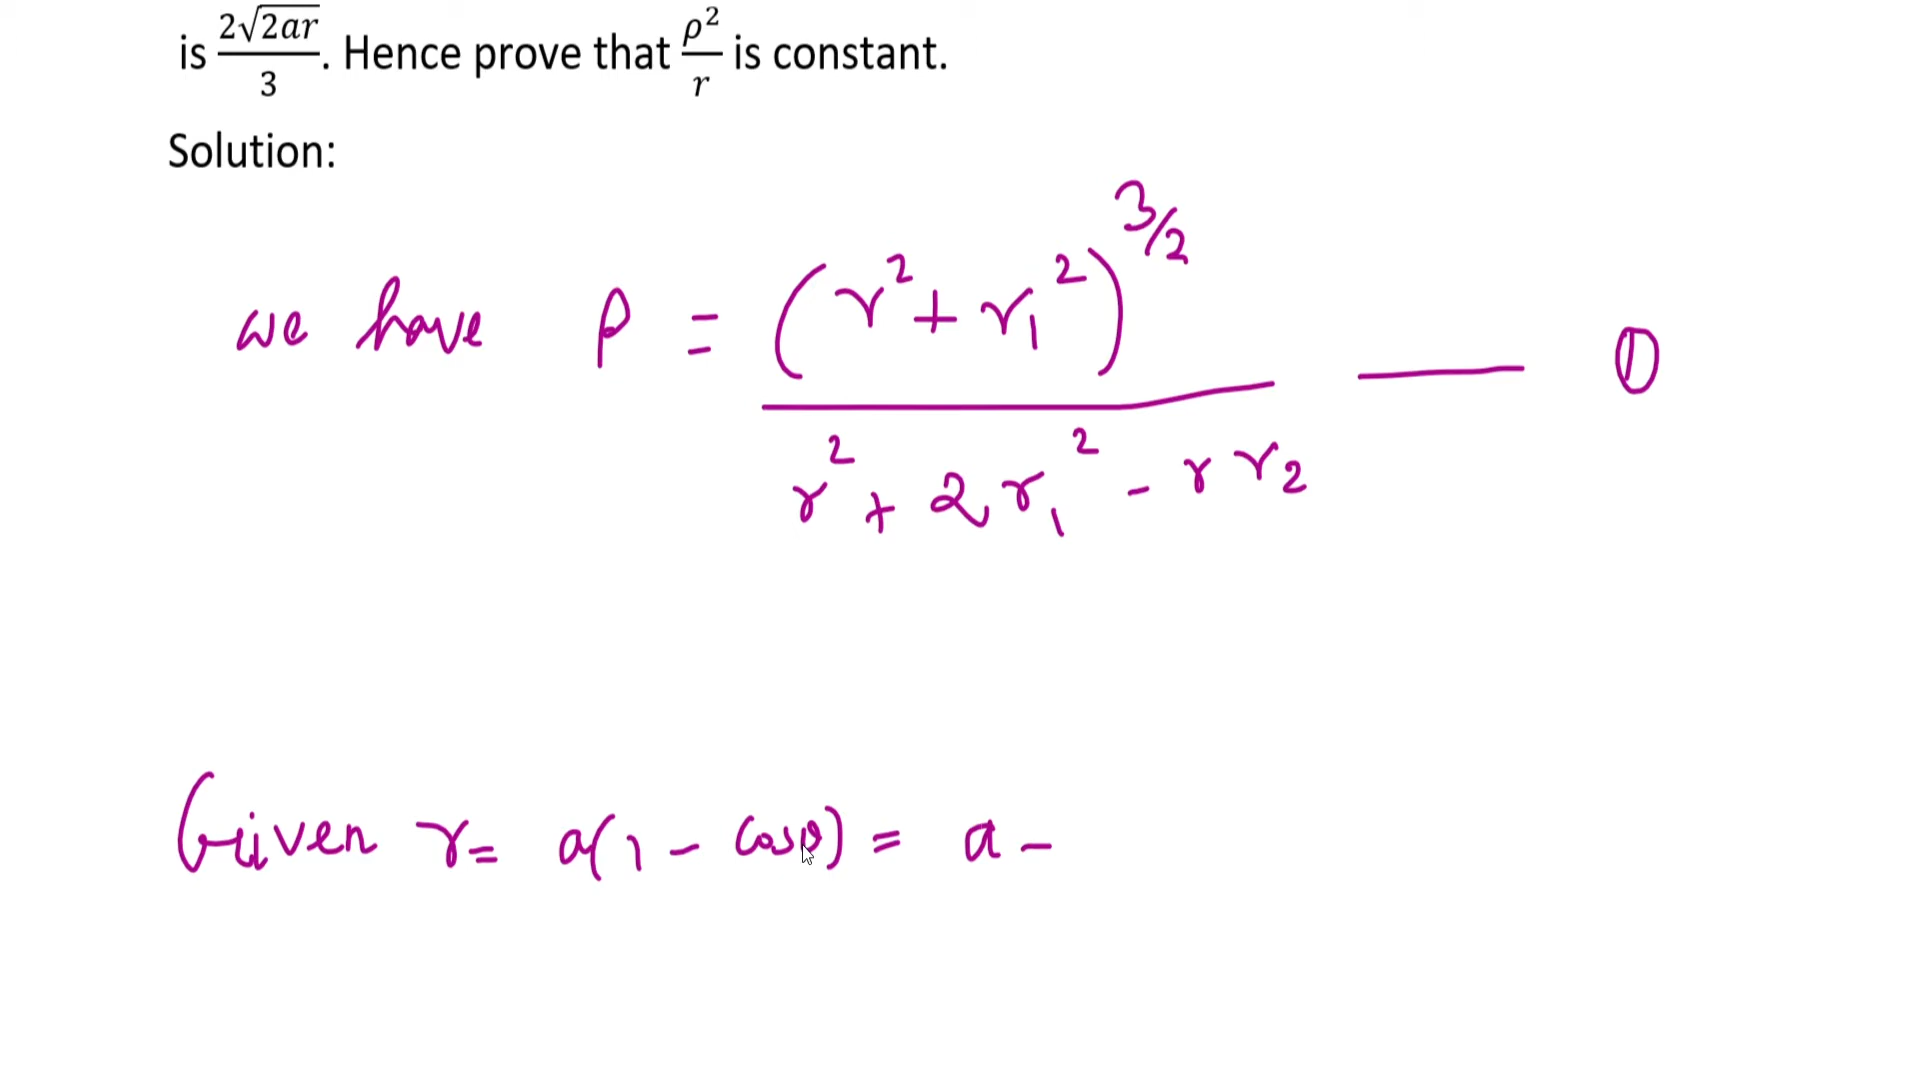 is 2√2ar/3. Hence prove that ρ²/r is constant.
Solution:
we have ρ = (r² + r₁²)^3/2 / r² + 2r₁² - r r₂ —— ①
Given r = a(1 - cosθ) = a -